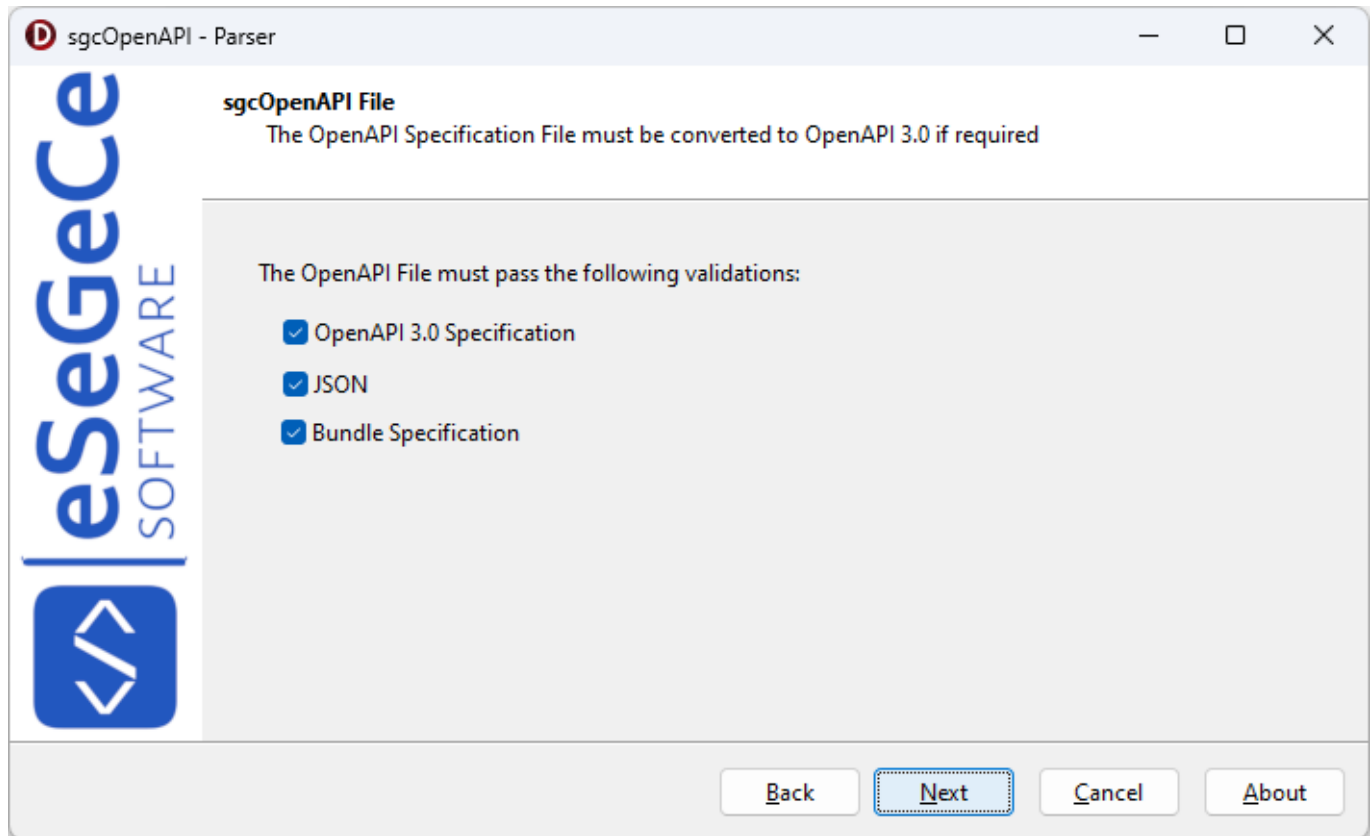 sgcOpenAPI - Parser
eSeGeCe
SOFTWARE
</>
sgcOpenAPI File
The OpenAPI Specification File must be converted to OpenAPI 3.0 if required
The OpenAPI File must pass the following validations:
OpenAPI 3.0 Specification
JSON
Bundle Specification
Back
Next
Cancel
About